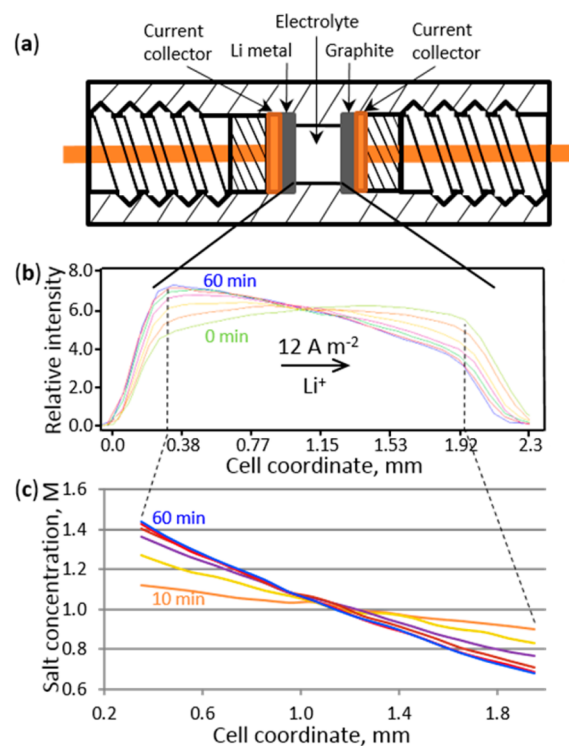 (a)
Electrolyte
Current collector
Li metal
Graphite
Current collector
(b)
Relative intensity
8.0
6.0
4.0
2.0
0.0
60 min
0 min
12 A m⁻²
Li⁺
0.0 0.38 0.77 1.15 1.53 1.92 2.3
Cell coordinate, mm
(c)
Salt concentration, M
1.6
1.4
1.2
1.0
0.8
0.6
60 min
10 min
0.2 0.6 1.0 1.4 1.8
Cell coordinate, mm